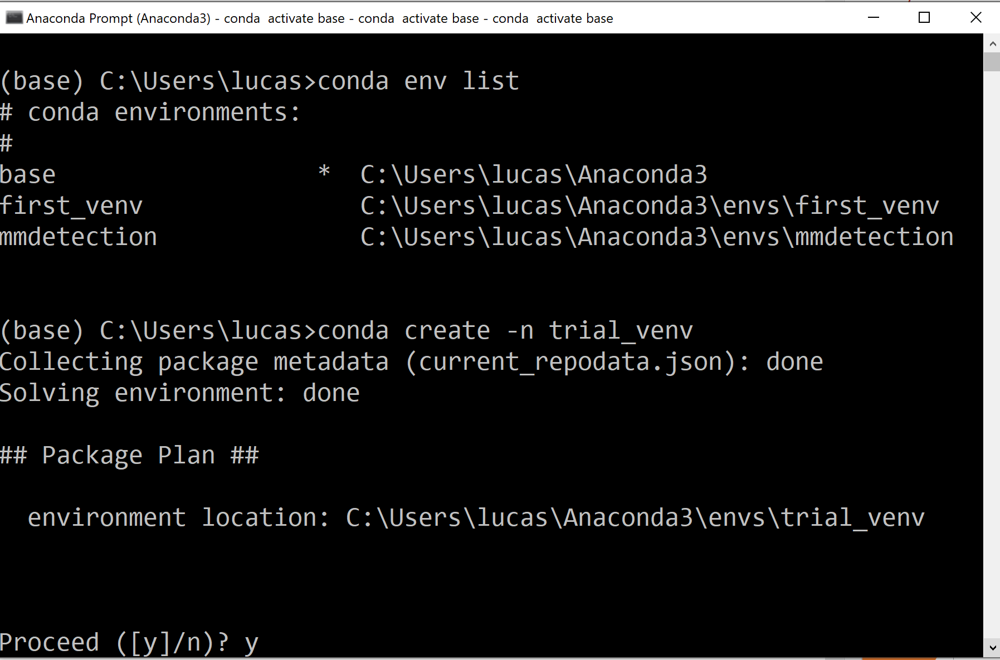 Anaconda Prompt (Anaconda3) - conda  activate base - conda  activate base - conda  activate base
(base) C:\Users\lucas>conda env list
# conda environments:
#
base                  *  C:\Users\lucas\Anaconda3
first_venv               C:\Users\lucas\Anaconda3\envs\first_venv
mmdetection              C:\Users\lucas\Anaconda3\envs\mmdetection
(base) C:\Users\lucas>conda create -n trial_venv
Collecting package metadata (current_repodata.json): done
Solving environment: done
## Package Plan ##
  environment location: C:\Users\lucas\Anaconda3\envs\trial_venv
Proceed ([y]/n)? y